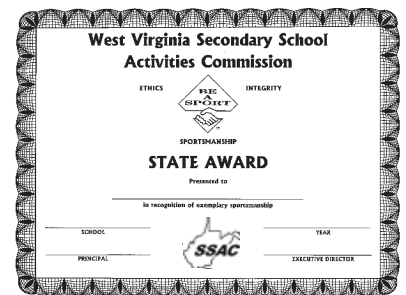 West Virginia Secondary School
Activities Commission
ETHICS INTEGRITY
BE
A
SPORT
SPORTSMANSHIP
STATE AWARD
Presented to
in recognition of exemplary sportsmanship
SCHOOL YEAR
SSAC
PRINCIPAL EXECUTIVE DIRECTOR